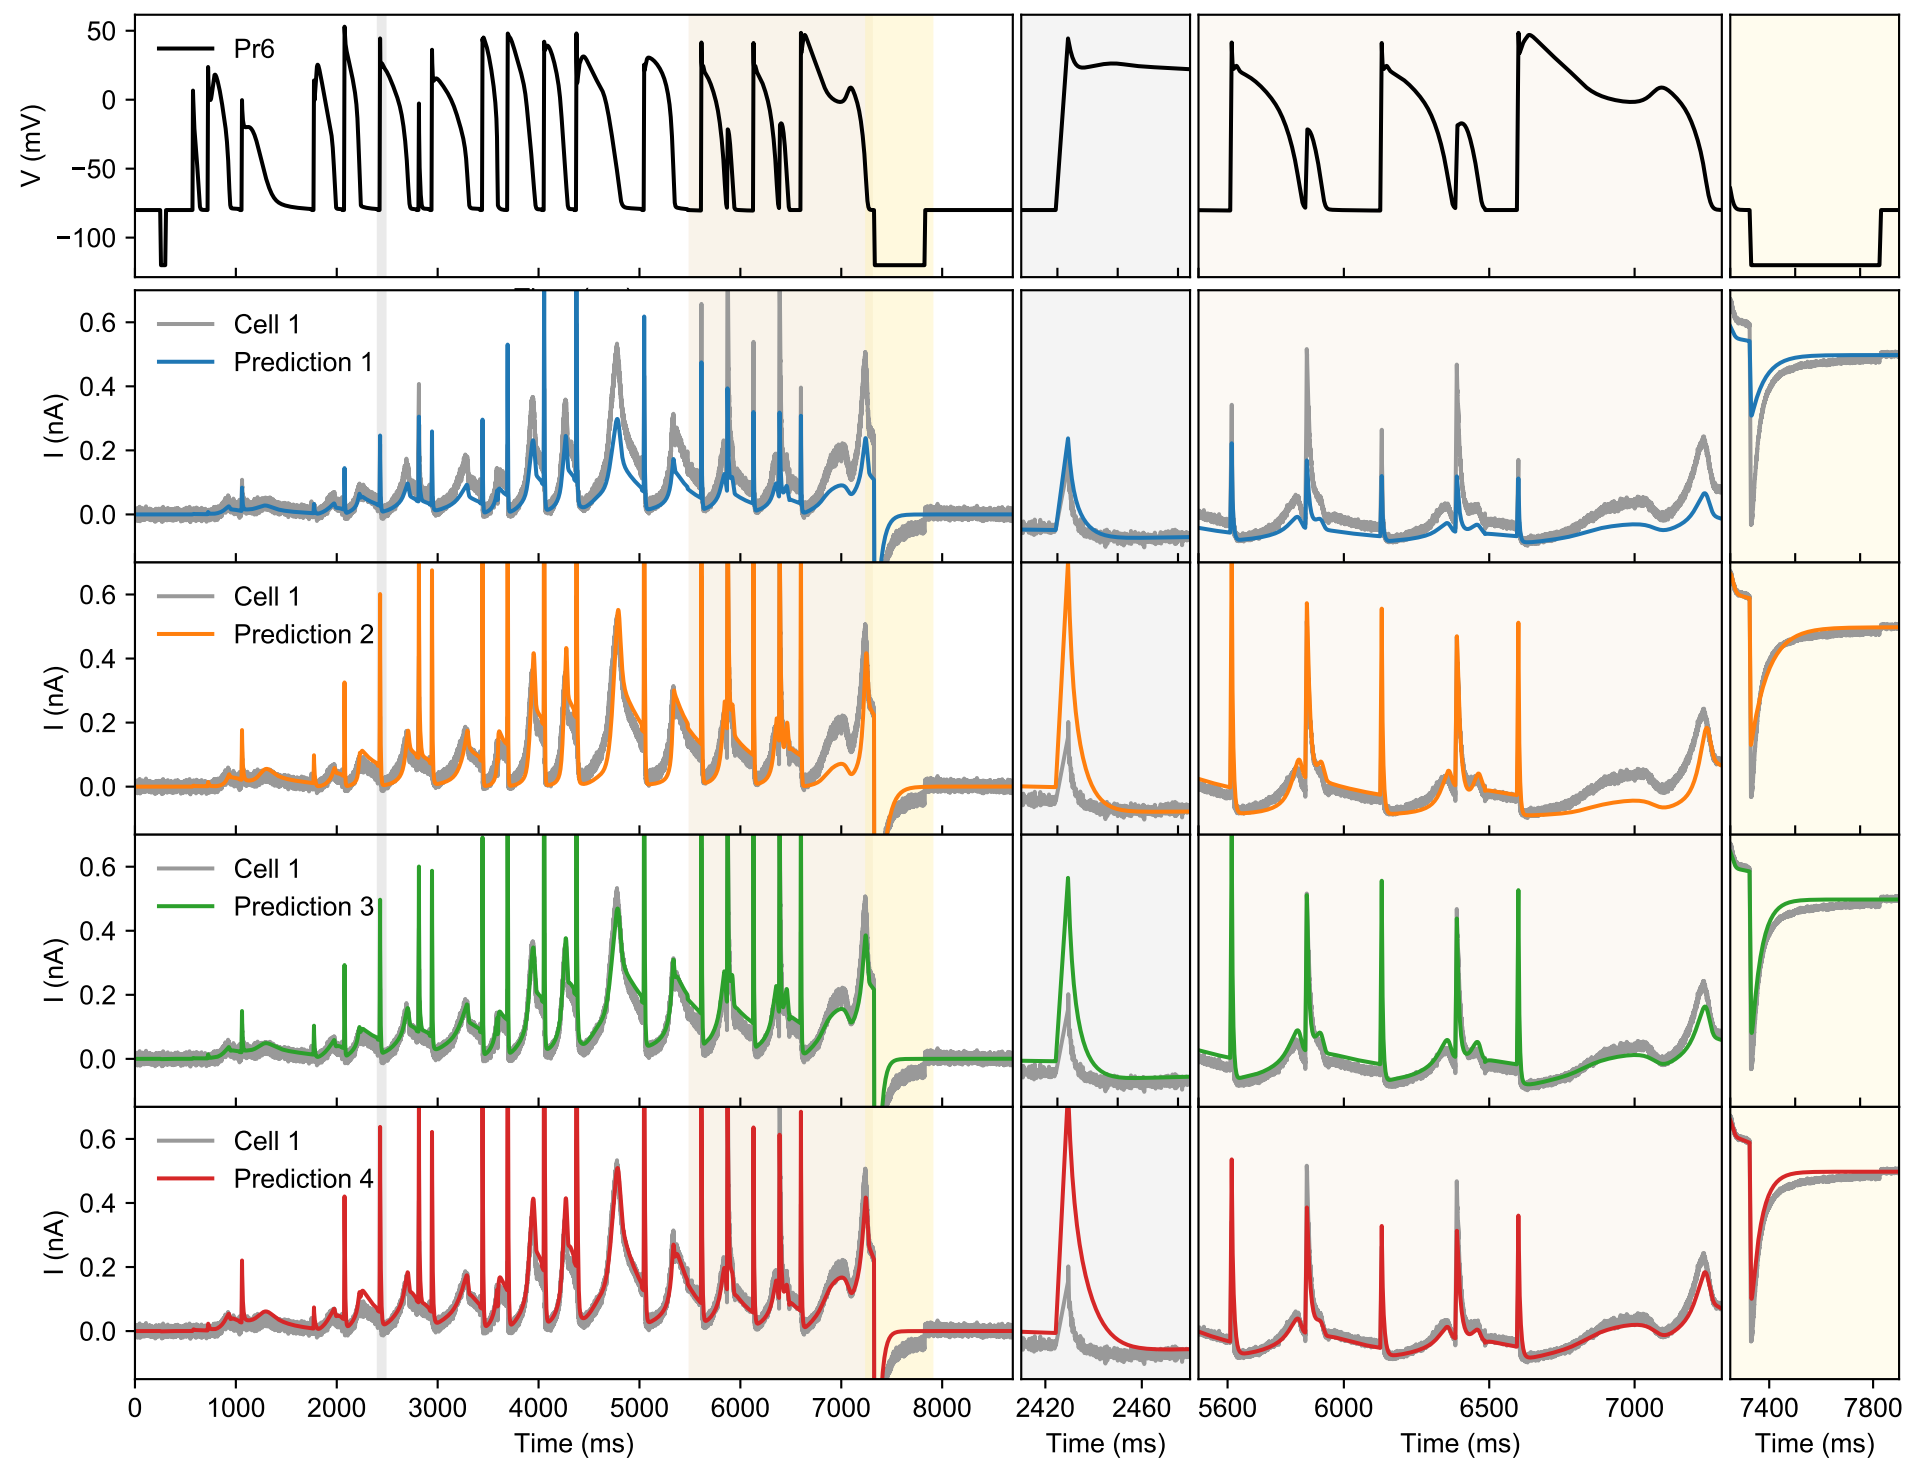 50
0
−50
−100
V (mV)
Pr6
0.6
0.4
0.2
0.0
I (nA)
Cell 1
Prediction 1
0.6
0.4
0.2
0.0
I (nA)
Cell 1
Prediction 2
0.6
0.4
0.2
0.0
I (nA)
Cell 1
Prediction 3
0.6
0.4
0.2
0.0
I (nA)
Cell 1
Prediction 4
0 1000 2000 3000 4000 5000 6000 7000 8000
2420 2460
5600 6000 6500 7000
7400 7800
Time (ms) Time (ms) Time (ms) Time (ms)